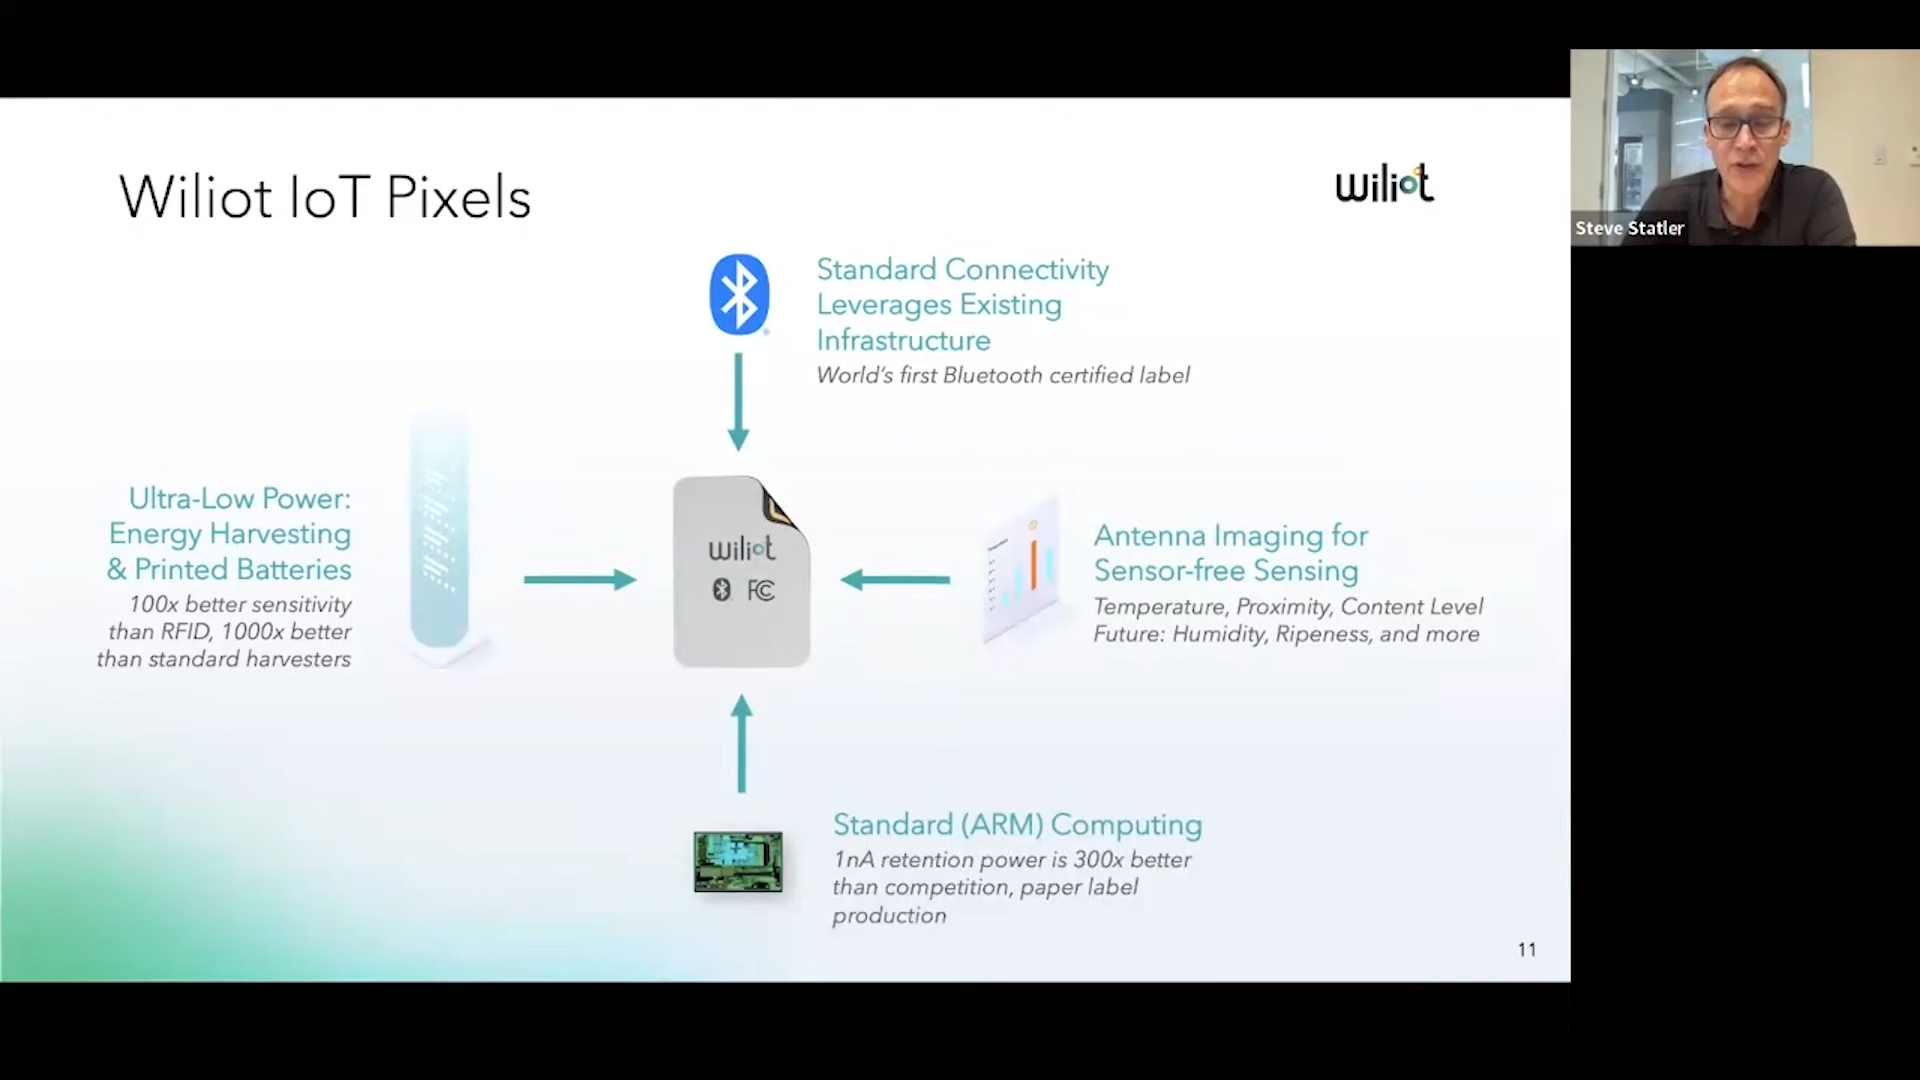 Wiliot IoT Pixels
wiliot
Steve Statler
Standard Connectivity
Leverages Existing
Infrastructure
World's first Bluetooth certified label
Ultra-Low Power:
Energy Harvesting
& Printed Batteries
100x better sensitivity
than RFID, 1000x better
than standard harvesters
wiliot
FC
Antenna Imaging for
Sensor-free Sensing
Temperature, Proximity, Content Level
Future: Humidity, Ripeness, and more
Standard (ARM) Computing
1nA retention power is 300x better
than competition, paper label
production
11